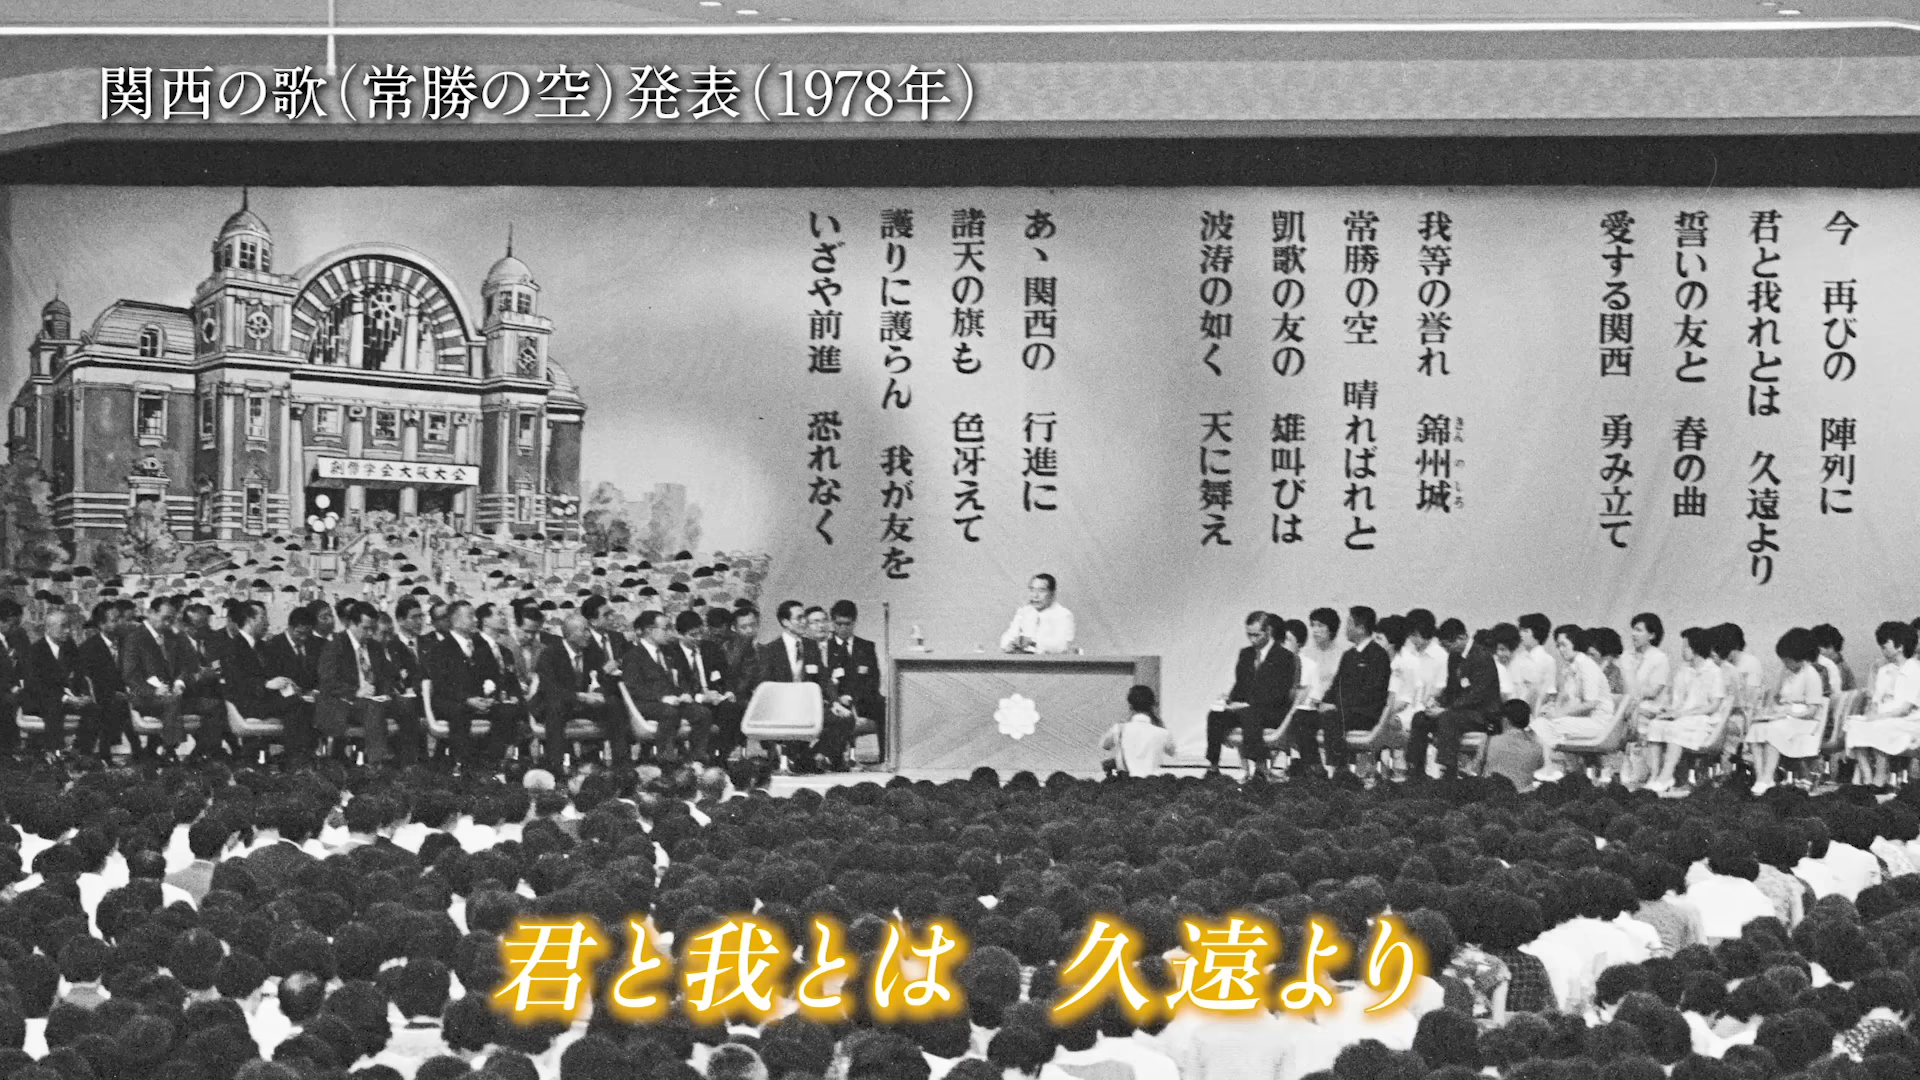 関西の歌（常勝の空）発表（1978年）
今　再びの　陣列に
君と我れとは　久遠より
誓いの友と　春の曲
愛する関西　勇み立て
我等の誉れ　錦州城
きんのしろ
常勝の空　晴ればれと
凱歌の友の　雄叫びは
波涛の如く　天に舞え
あゝ関西の　行進に
諸天の旗も　色冴えて
護りに護らん　我が友を
いざや前進　恐れなく
創価学会大阪大会
君と我とは　久遠より